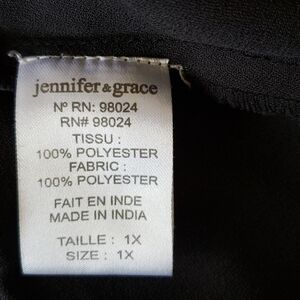 jennifer & grace
Nº RN: 98024
RN# 98024
TISSU :
100% POLYESTER
FABRIC :
100% POLYESTER
FAIT EN INDE
MADE IN INDIA
TAILLE : 1X
SIZE : 1X